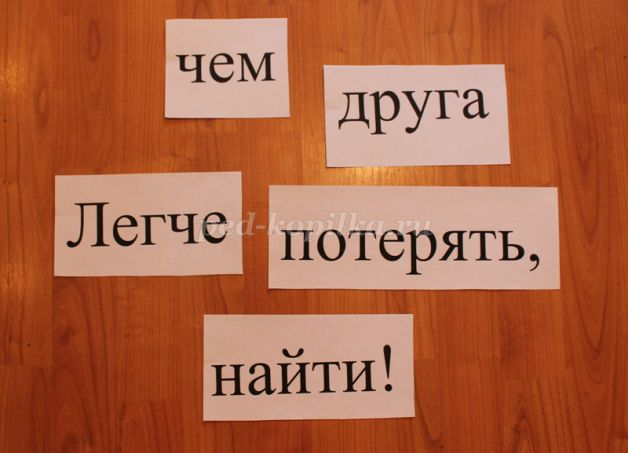 чем
друга
Легче потерять,
ped-kopilka.ru
найти!